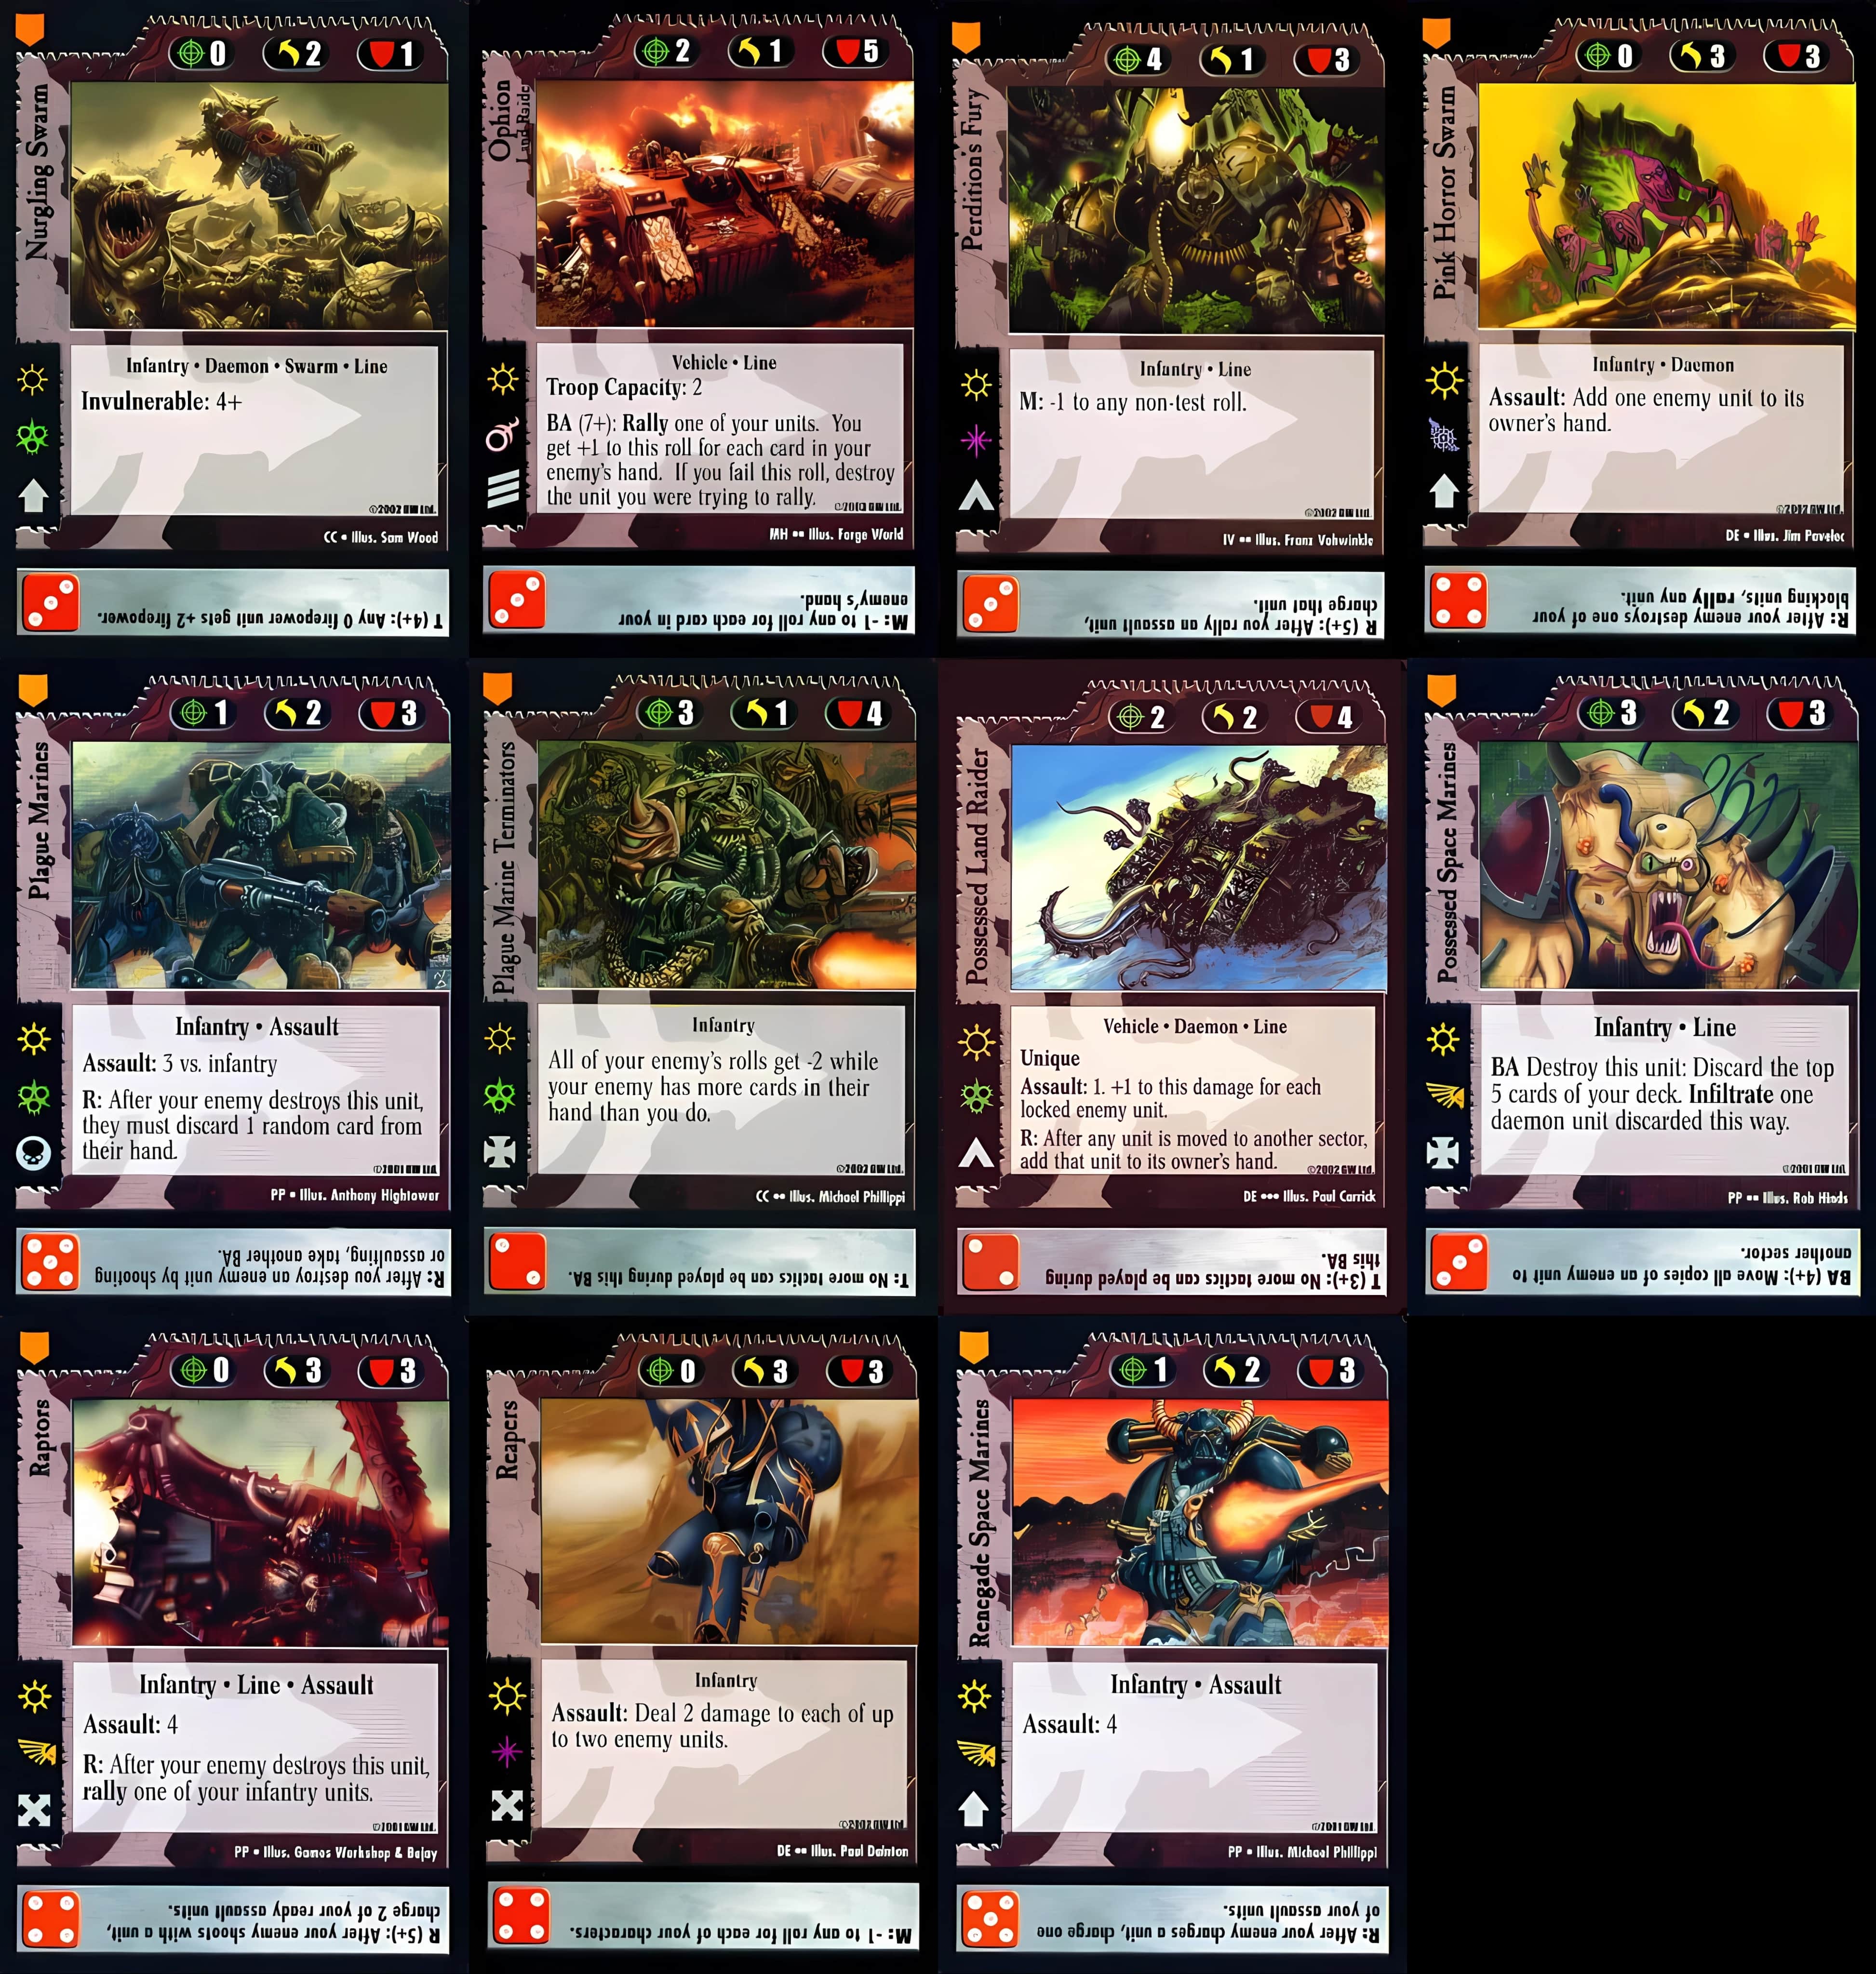 0 2 1
Nurgling Swarm
Infantry • Daemon • Swarm • Line
Invulnerable: 4+
©2002 GW Ltd.
CC • Illus. Sam Wood
T (4+): Any 0 firepower unit gets +2 firepower.
2 1 5
Ophion
Land Raider
Vehicle • Line
Troop Capacity: 2
BA (7+): Rally one of your units. You
get +1 to this roll for each card in your
enemy's hand. If you fail this roll, destroy
the unit you were trying to rally.
GW Ltd.
MH •• Illus. Forge World
M: -1 to any roll for each card in your
enemy's hand.
4 1 3
Perdition's Fury
Infantry • Line
M: -1 to any non-test roll.
©2002 GW Ltd.
IV •• Illus. Franz Vohwinkle
R (5+): After you rally an assault unit,
charge that unit.
0 3 3
Pink Horror Swarm
Infantry • Daemon
Assault: Add one enemy unit to its
owner's hand.
©2002 GW Ltd.
DE • Illus. Jim Pavelec
R: After your enemy destroys one of your
blocking units, rally any unit.
1 2 3
Plague Marines
Infantry • Assault
Assault: 3 vs. infantry
R: After your enemy destroys this unit,
they must discard 1 random card from
their hand.
©2001 GW Ltd.
PP • Illus. Anthony Hightower
R: After you destroy an enemy unit by shooting
or assaulting, take another BA.
3 1 4
Plague Marine Terminators
Infantry
All of your enemy's rolls get -2 while
your enemy has more cards in their
hand than you do.
©2002 GW Ltd.
CC •• Illus. Michael Phillippi
T: No more tactics can be played during this BA.
2 2 4
Possessed Land Raider
Vehicle • Daemon • Line
Unique
Assault: 1. +1 to this damage for each
locked enemy unit.
R: After any unit is moved to another sector,
add that unit to its owner's hand.
©2002 GW Ltd.
DE ••• Illus. Paul Carrick
T (3+): No more tactics can be played during
this BA.
3 2 3
Possessed Space Marines
Infantry • Line
BA Destroy this unit: Discard the top
5 cards of your deck. Infiltrate one
daemon unit discarded this way.
©2001 GW Ltd.
PP •• Illus. Rob Hinds
BA (4+): Move all copies of an enemy unit to
another sector.
0 3 3
Raptors
Infantry • Line • Assault
Assault: 4
R: After your enemy destroys this unit,
rally one of your infantry units.
©2001 GW Ltd.
PP • Illus. Games Workshop & Bejay
R (5+): After your enemy shoots with a unit,
charge 2 of your ready assault units.
0 3 3
Reapers
Infantry
Assault: Deal 2 damage to each of up
to two enemy units.
©2002 GW Ltd.
DE •• Illus. Paul Dainton
M: -1 to any roll for each of your characters.
1 2 3
Renegade Space Marines
Infantry • Assault
Assault: 4
©2001 GW Ltd.
PP • Illus. Michael Phillippi
R: After your enemy charges a unit, charge one
of your assault units.